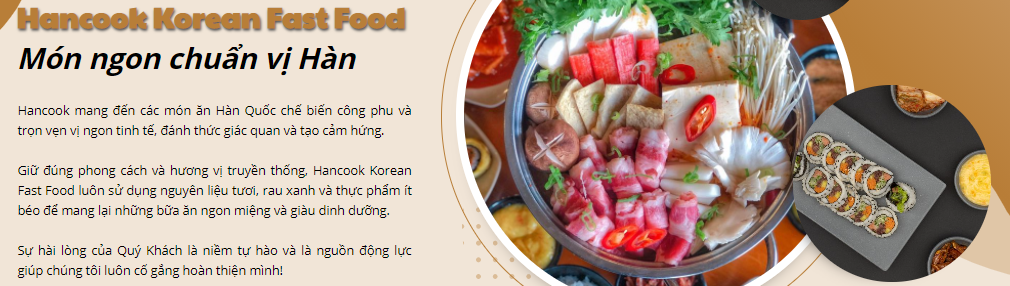 Hancook Korean Fast Food
Món ngon chuẩn vị Hàn
Hancook mang đến các món ăn Hàn Quốc chế biến công phu và
trọn vẹn vị ngon tinh tế, đánh thức giác quan và tạo cảm hứng.
Giữ đúng phong cách và hương vị truyền thống, Hancook Korean
Fast Food luôn sử dụng nguyên liệu tươi, rau xanh và thực phẩm ít
béo để mang lại những bữa ăn ngon miệng và giàu dinh dưỡng.
Sự hài lòng của Quý Khách là niềm tự hào và là nguồn động lực
giúp chúng tôi luôn cố gắng hoàn thiện mình!